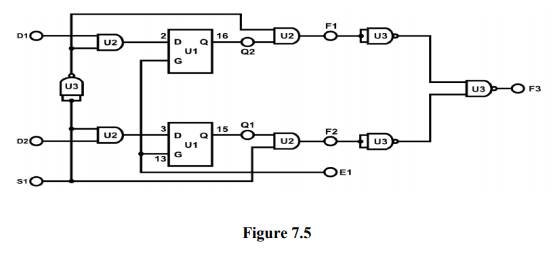 F1
D1 U2 2 D Q 16 Q2 U2 U3
U1
G
U3 U3 F3
Q1 F2
D2 U2 3 D Q 15 U2 U3
U1
13 G
E1
S1
Figure 7.5